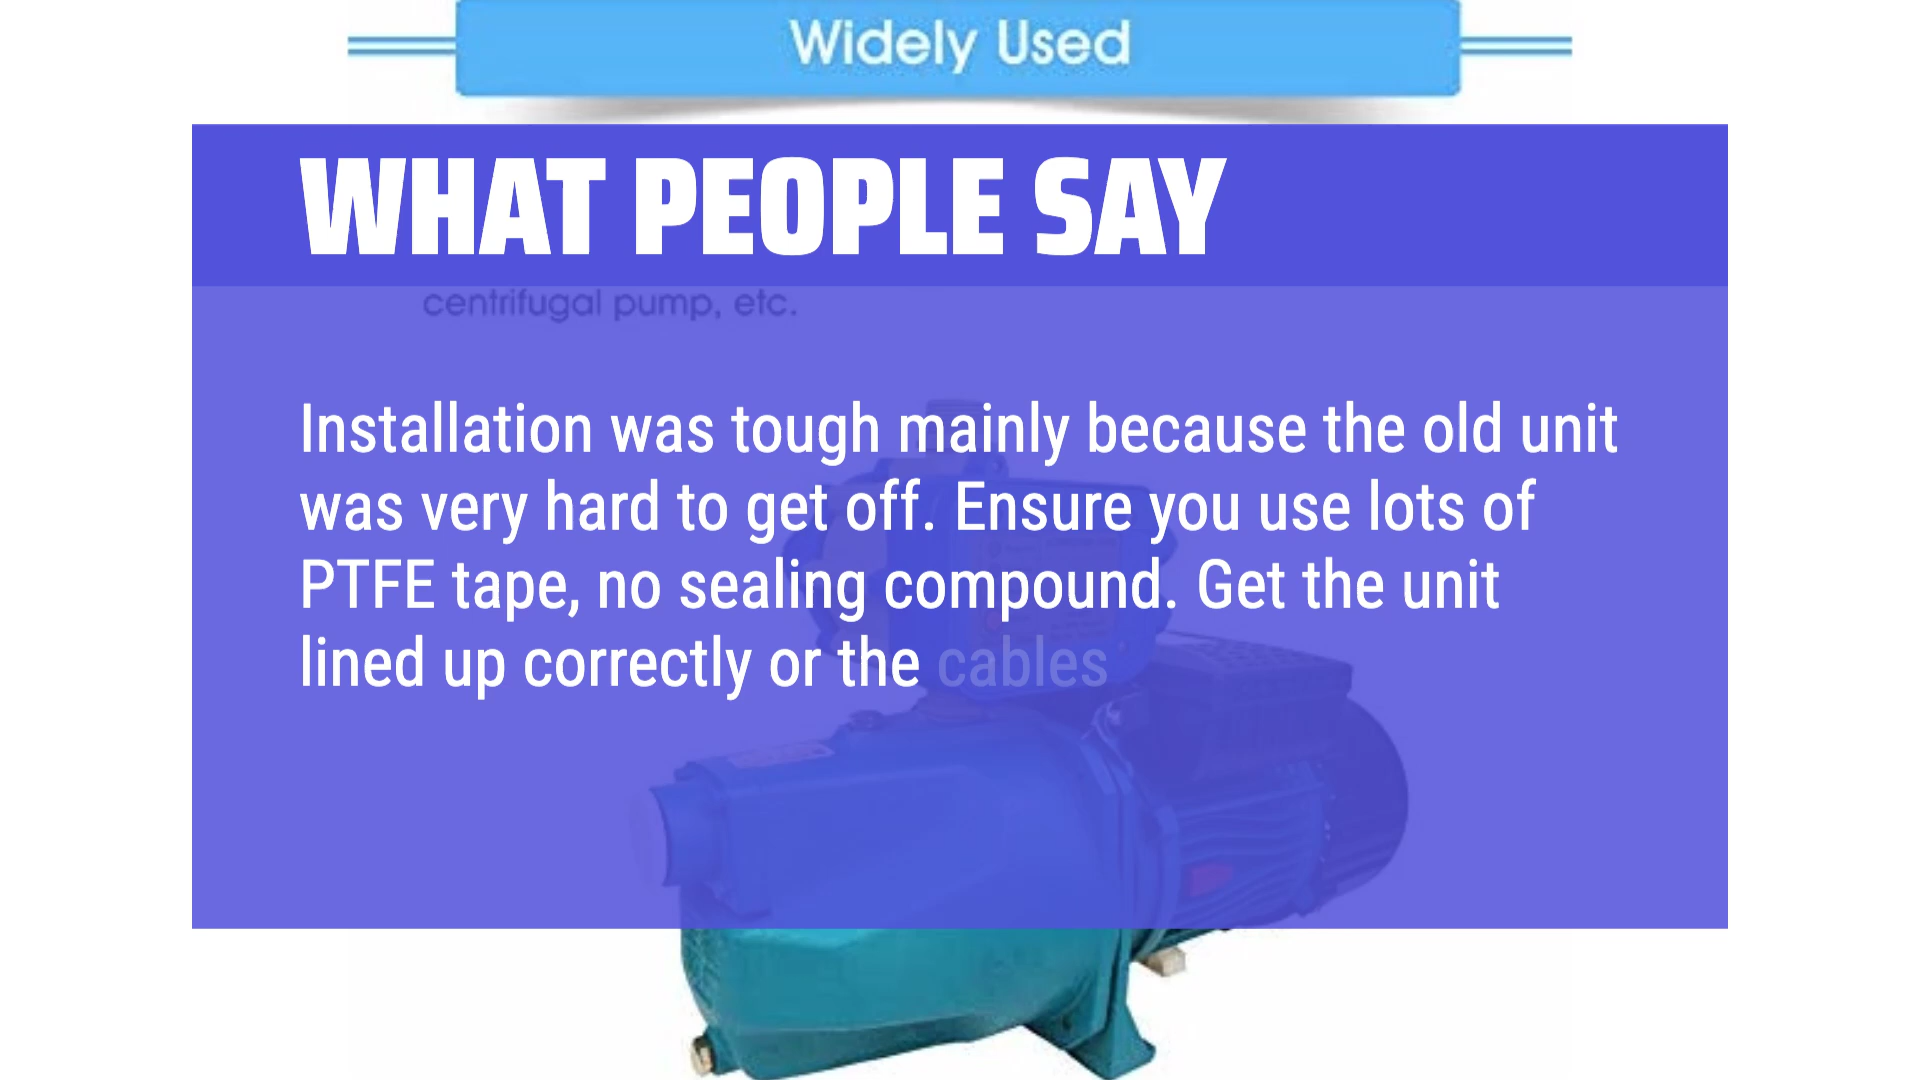 Widely Used
WHAT PEOPLE SAY
centrifugal pump, etc.
Installation was tough mainly because the old unit
was very hard to get off. Ensure you use lots of
PTFE tape, no sealing compound. Get the unit
lined up correctly or the cables